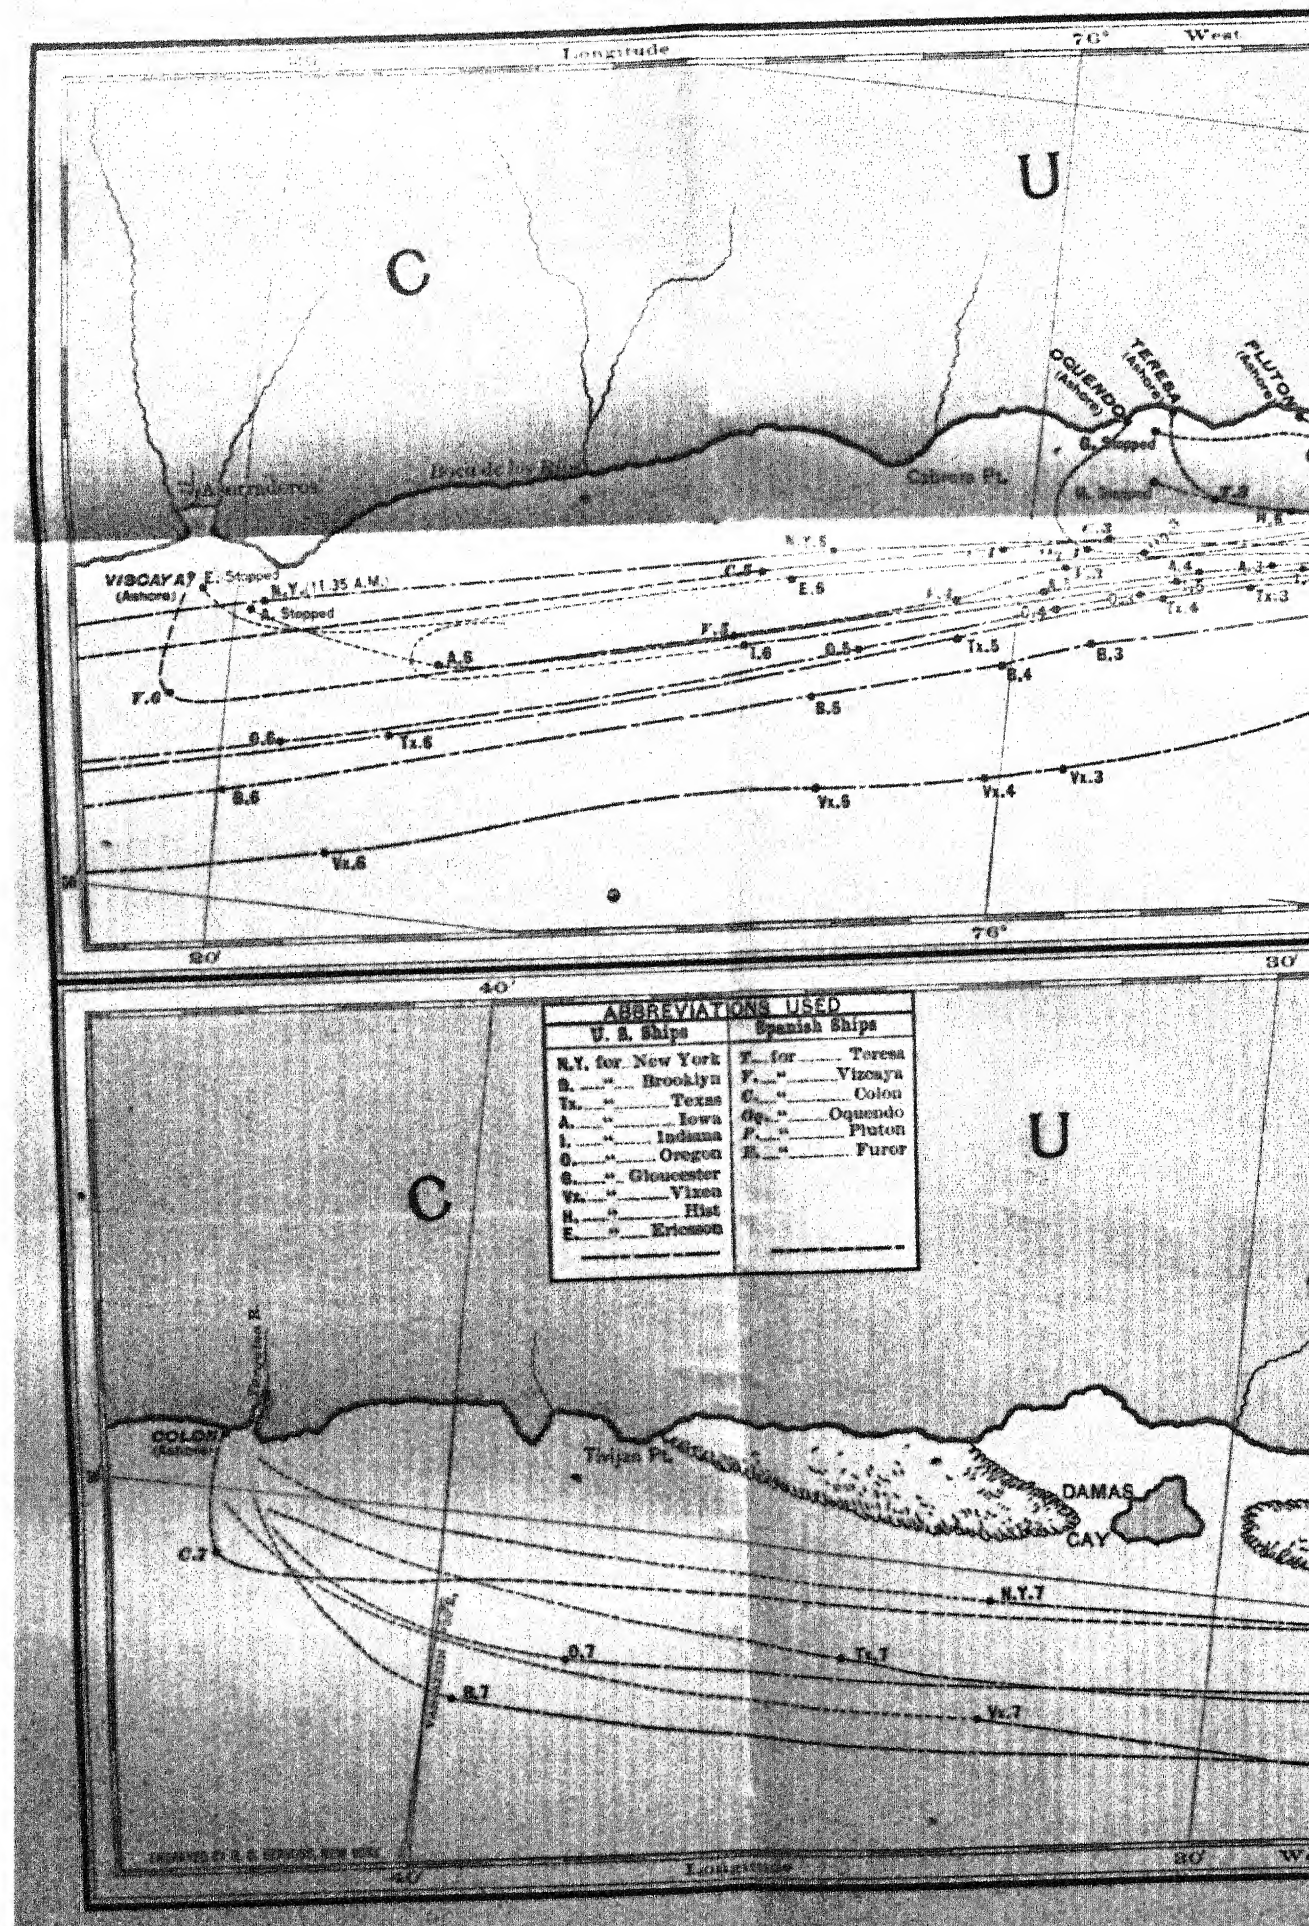 Longitude
76°
West
C
U
OQUENDO
(Ashore)
TERESA
(Ashore)
PLUTON
(Ashore)
G. Stopped
H. Stopped
T.2
Boca de los Rios
Cabrera Pt.
Aserraderos
VISCAYA
(Ashore)
E. Stopped
N.Y. (11.35 A.M.)
A. Stopped
N.Y.5
C.5
E.5
V.5
I.6
O.5
Tx.5
A.4
A.3
O.4
Tx.4
Tx.3
A.6
V.6
B.3
B.4
B.5
O.6
Tx.6
B.6
Vx.3
Vx.4
Vx.5
Vx.6
20'
76°
40'
30'
ABBREVIATIONS USED
U. S. Ships
Spanish Ships
N.Y. for New York
B. " Brooklyn
Tx. " Texas
A. " Iowa
I. " Indiana
O. " Oregon
G. " Gloucester
Vx. " Vixen
H. " Hist
E. " Ericsson
T. for Teresa
V. " Vizcaya
C. " Colon
Oq. " Oquendo
P. " Pluton
F. " Furor
C
U
COLON
(Ashore)
Tivijan Pt.
DAMAS
CAY
C.7
N.Y.7
O.7
Tx.7
B.7
Vx.7
40'
Longitude
30'